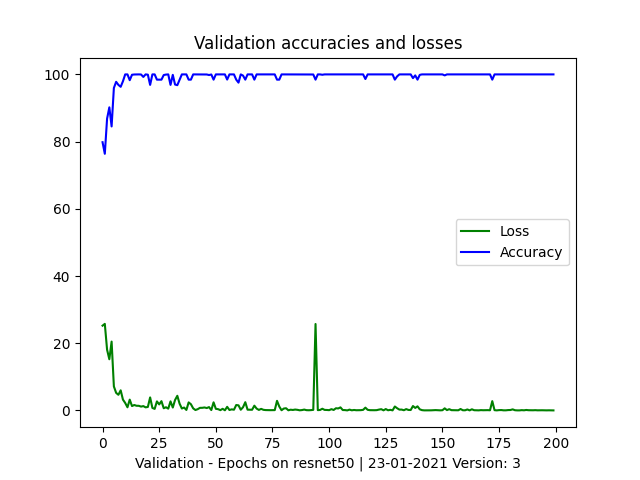 Validation accuracies and losses
100
80
60
40
20
0
Loss
Accuracy
0 25 50 75 100 125 150 175 200
Validation - Epochs on resnet50 | 23-01-2021 Version: 3